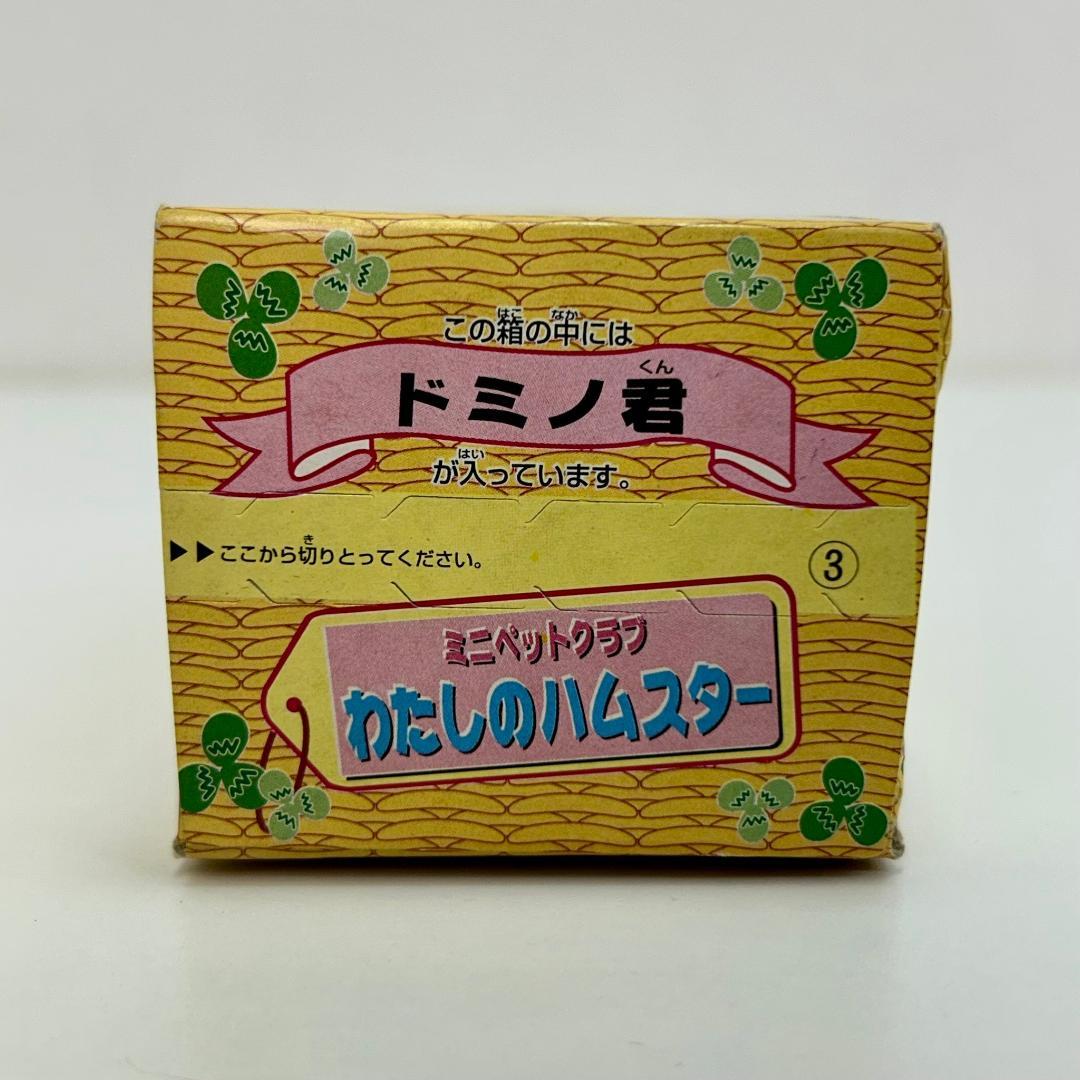 この箱の中には
ドミノ君
が入っています。
▶▶ここから切りとってください。
③
ミニペットクラブ
わたしのハムスター